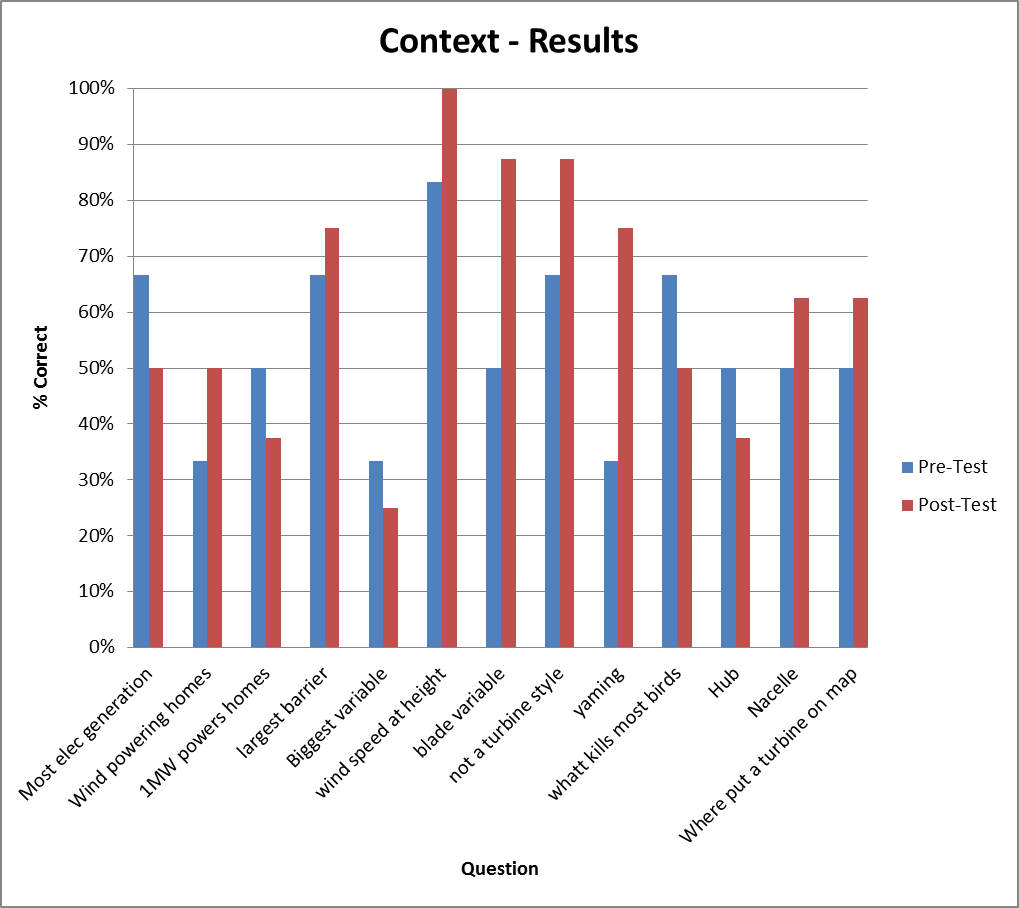 Context - Results
100%
90%
80%
70%
60%
50%
40%
30%
20%
10%
0%
% Correct
Most elec generation
Wind powering homes
1MW powers homes
largest barrier
Biggest variable
wind speed at height
blade variable
not a turbine style
yaming
whatt kills most birds
Hub
Nacelle
Where put a turbine on map
Question
Pre-Test
Post-Test